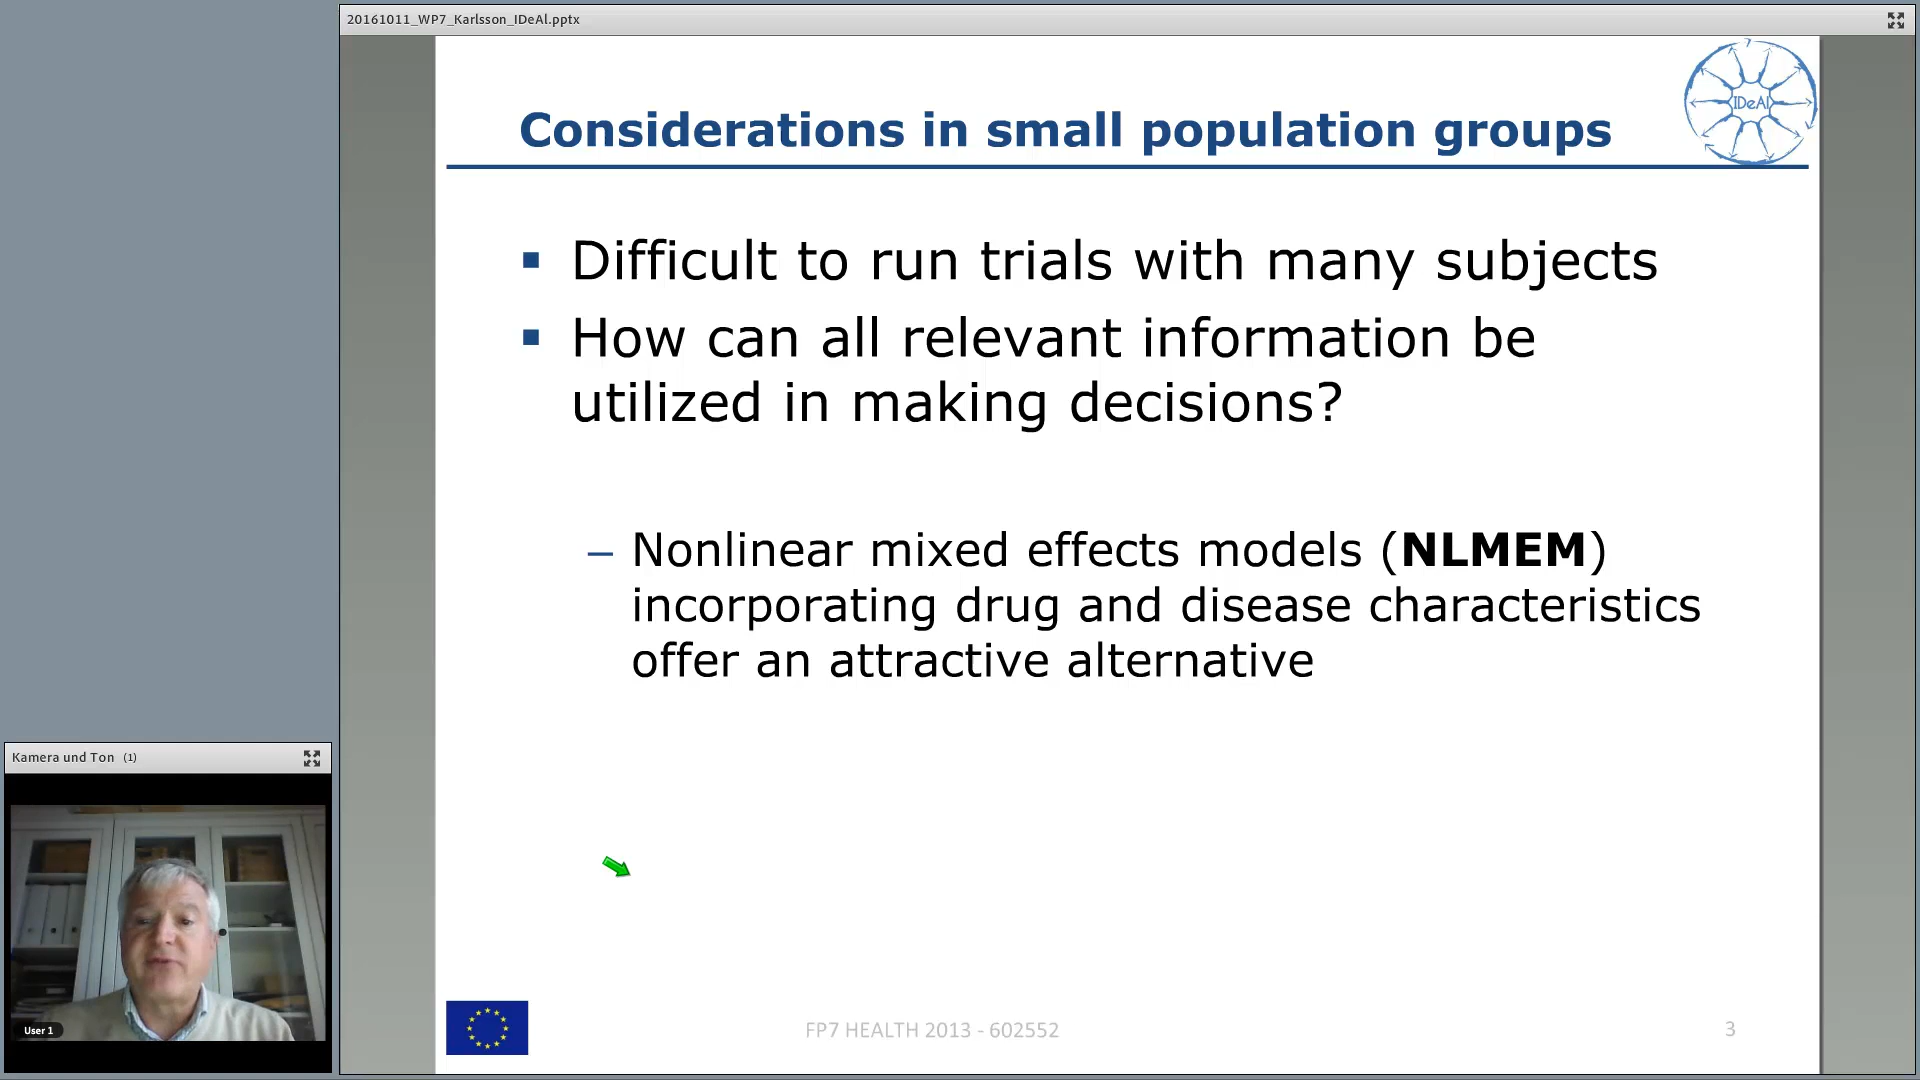 20161011_WP7_Karlsson_IDeAl.pptx
IDeAl
Considerations in small population groups
Difficult to run trials with many subjects
How can all relevant information be
utilized in making decisions?
– Nonlinear mixed effects models (NLMEM)
incorporating drug and disease characteristics
offer an attractive alternative
Kamera und Ton (1)
User 1
FP7 HEALTH 2013 - 602552
3